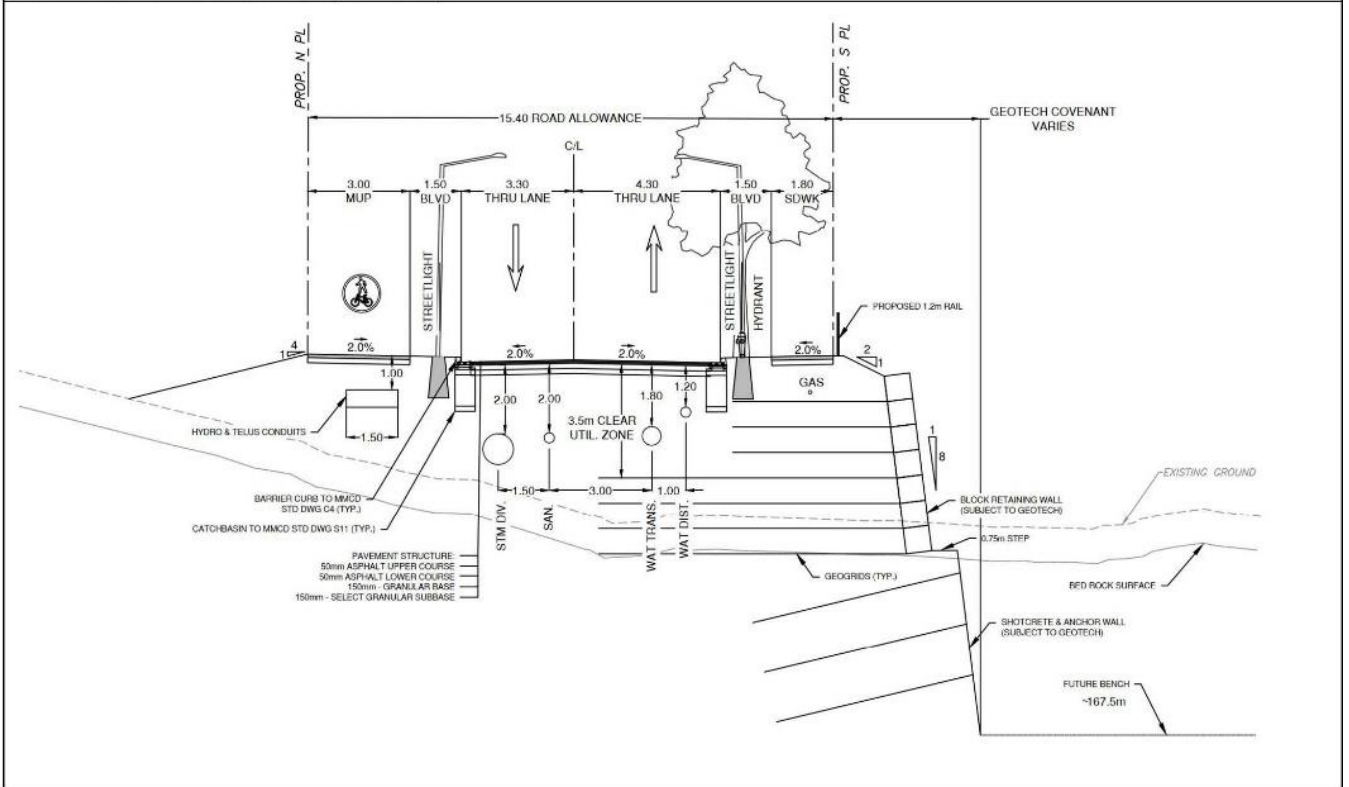 PROP. N PL
PROP. S PL
15.40 ROAD ALLOWANCE
GEOTECH COVENANT
VARIES
C/L
3.00
MUP
1.50
BLVD
3.30
THRU LANE
4.30
THRU LANE
1.50
BLVD
1.80
SDWK
STREETLIGHT
STREETLIGHT
HYDRANT
PROPOSED 1.2m RAIL
4
1
2.0%
2.0%
2.0%
2.0%
2
1
1.00
2.00
2.00
1.80
1.20
GAS
3.5m CLEAR
UTIL. ZONE
HYDRO & TELUS CONDUITS
1.50
1
8
EXISTING GROUND
1.50
3.00
1.00
BARRIER CURB TO MMCD
STD DWG C4 (TYP.)
BLOCK RETAINING WALL
(SUBJECT TO GEOTECH)
CATCHBASIN TO MMCD STD DWG S11 (TYP.)
STM DIV.
SAN.
WAT TRANS.
WAT DIST.
0.75m STEP
PAVEMENT STRUCTURE:
50mm ASPHALT UPPER COURSE
50mm ASPHALT LOWER COURSE
150mm - GRANULAR BASE
150mm - SELECT GRANULAR SUBBASE
GEOGRIDS (TYP.)
BED ROCK SURFACE
SHOTCRETE & ANCHOR WALL
(SUBJECT TO GEOTECH)
FUTURE BENCH
~167.5m